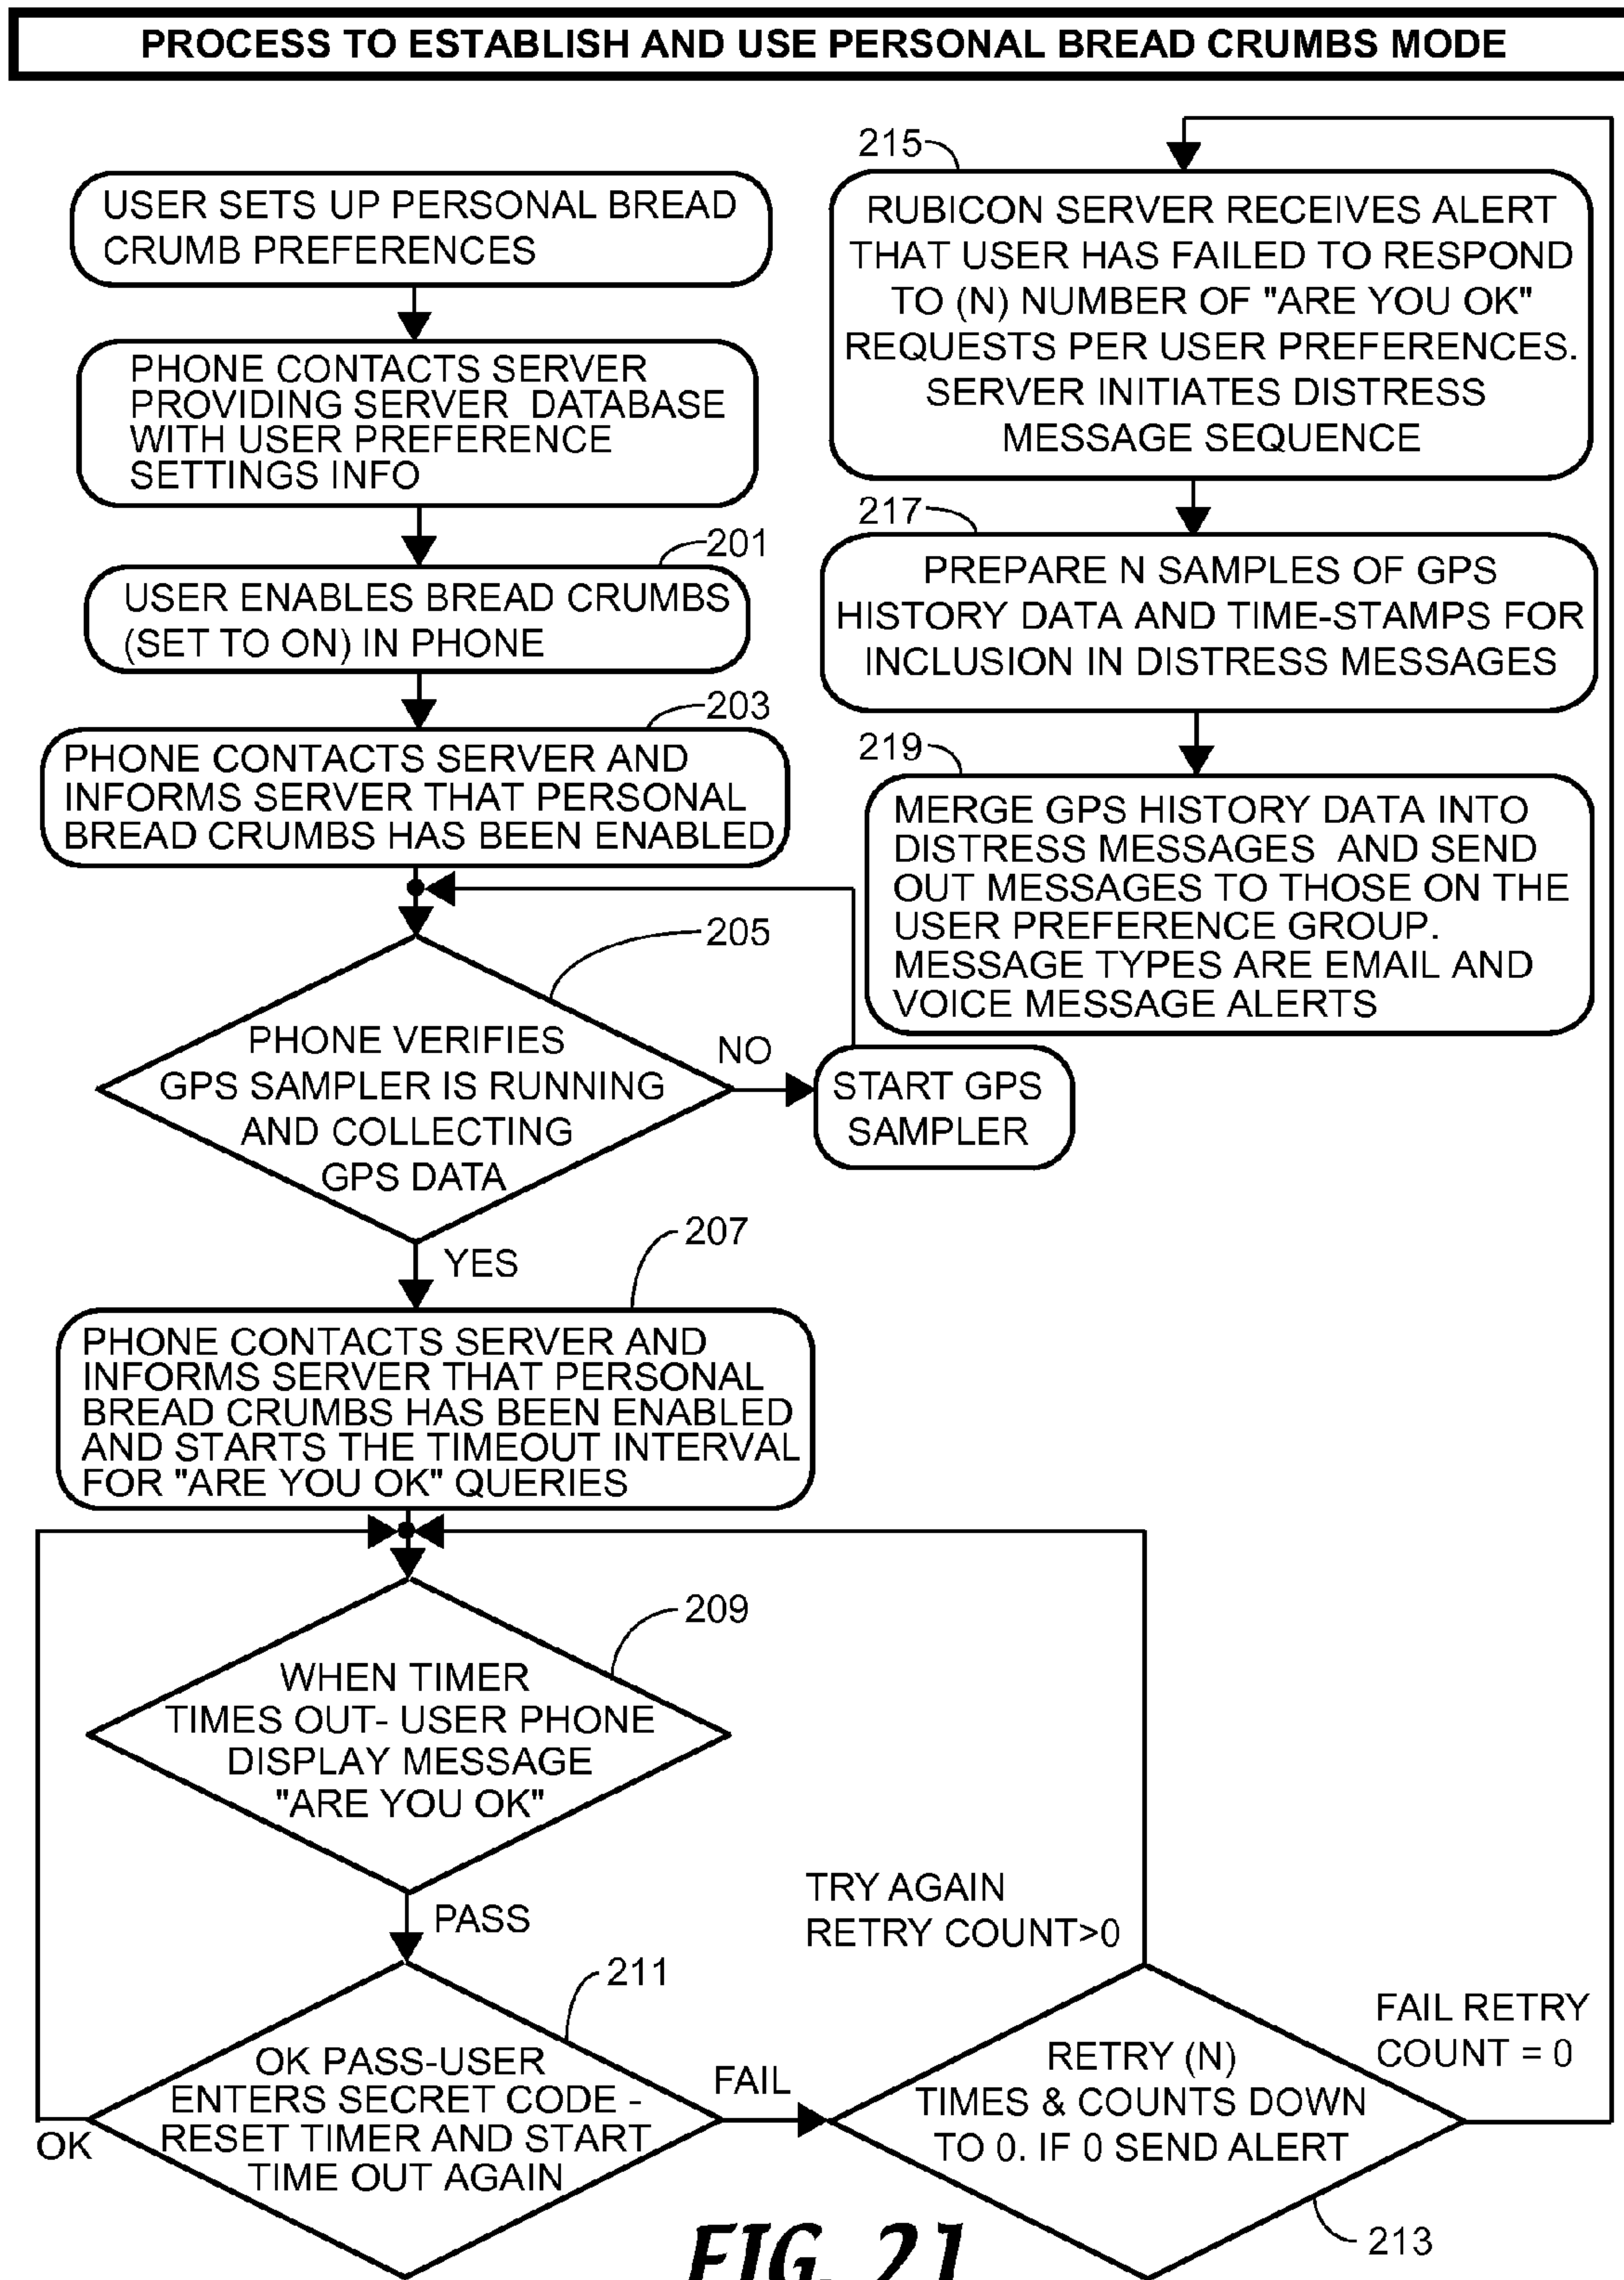 PROCESS TO ESTABLISH AND USE PERSONAL BREAD CRUMBS MODE
USER SETS UP PERSONAL BREAD
CRUMB PREFERENCES
PHONE CONTACTS SERVER
PROVIDING SERVER DATABASE
WITH USER PREFERENCE
SETTINGS INFO
201
USER ENABLES BREAD CRUMBS
(SET TO ON) IN PHONE
203
PHONE CONTACTS SERVER AND
INFORMS SERVER THAT PERSONAL
BREAD CRUMBS HAS BEEN ENABLED
205
PHONE VERIFIES
GPS SAMPLER IS RUNNING
AND COLLECTING
GPS DATA
NO
START GPS
SAMPLER
YES
207
PHONE CONTACTS SERVER AND
INFORMS SERVER THAT PERSONAL
BREAD CRUMBS HAS BEEN ENABLED
AND STARTS THE TIMEOUT INTERVAL
FOR "ARE YOU OK" QUERIES
209
WHEN TIMER
TIMES OUT- USER PHONE
DISPLAY MESSAGE
"ARE YOU OK"
PASS
211
OK PASS-USER
ENTERS SECRET CODE -
RESET TIMER AND START
TIME OUT AGAIN
OK
FAIL
TRY AGAIN
RETRY COUNT>0
RETRY (N)
TIMES & COUNTS DOWN
TO 0. IF 0 SEND ALERT
213
FAIL RETRY
COUNT = 0
215
RUBICON SERVER RECEIVES ALERT
THAT USER HAS FAILED TO RESPOND
TO (N) NUMBER OF "ARE YOU OK"
REQUESTS PER USER PREFERENCES.
SERVER INITIATES DISTRESS
MESSAGE SEQUENCE
217
PREPARE N SAMPLES OF GPS
HISTORY DATA AND TIME-STAMPS FOR
INCLUSION IN DISTRESS MESSAGES
219
MERGE GPS HISTORY DATA INTO
DISTRESS MESSAGES AND SEND
OUT MESSAGES TO THOSE ON THE
USER PREFERENCE GROUP.
MESSAGE TYPES ARE EMAIL AND
VOICE MESSAGE ALERTS
FIG. 21